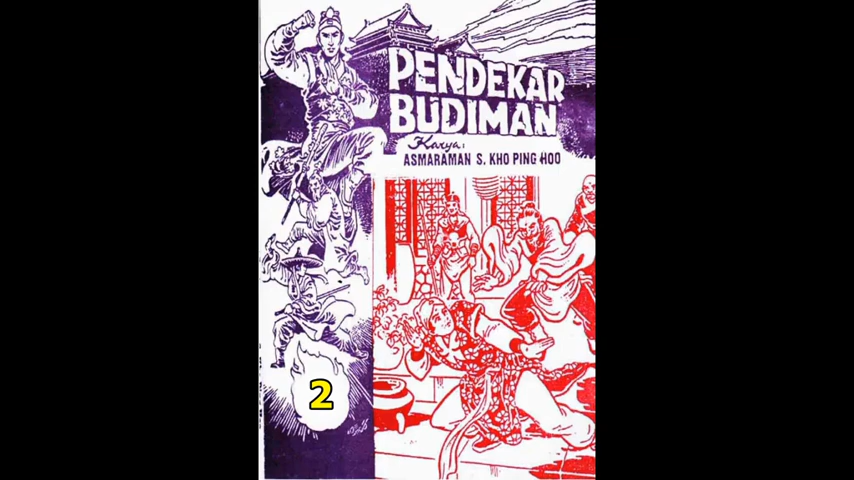 PENDEKAR
BUDIMAN
Karya:
ASMARAMAN S. KHO PING HOO
2